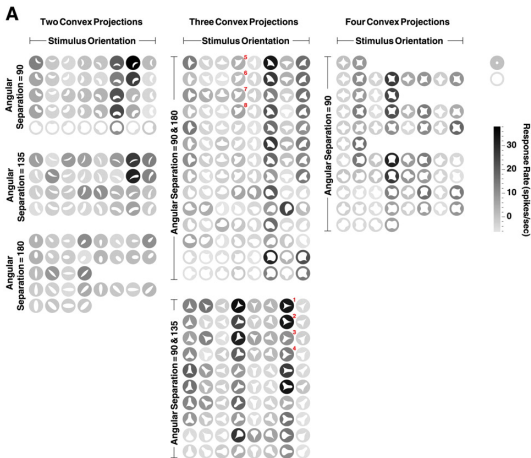 A
Two Convex Projections
Three Convex Projections
Four Convex Projections
Stimulus Orientation
Stimulus Orientation
Stimulus Orientation
Angular
Separation = 90
Angular
Separation = 135
Angular
Separation = 180
Angular Separation = 90 & 180
5
6
7
8
Angular Separation = 90 & 135
1
2
3
4
Angular Separation = 90
30
20
10
0
Response Rate (spikes/sec)